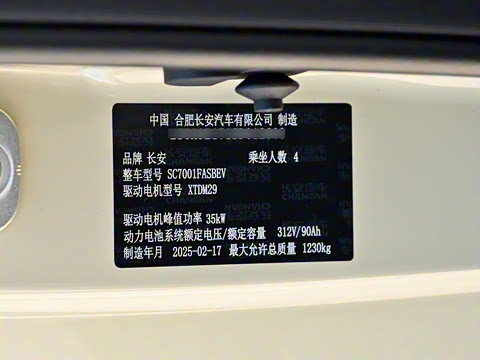 中国 合肥长安汽车有限公司 制造
品牌 长安 乘坐人数 4
整车型号 SC7001FASBEV
驱动电机型号 XTDM29
驱动电机峰值功率 35kW
动力电池系统额定电压/额定容量 312V/90Ah
制造年月 2025-02-17 最大允许总质量 1230kg